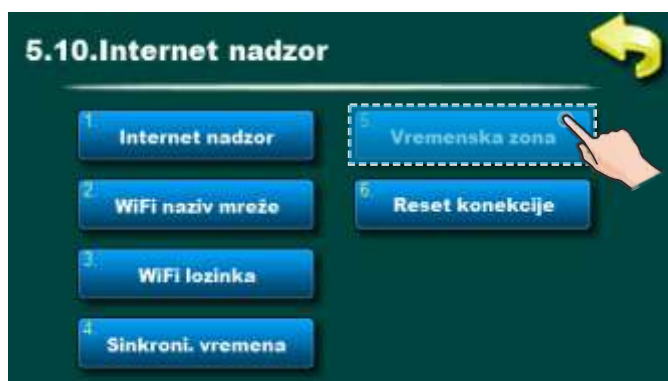 5.10.Internet nadzor
1.
Internet nadzor
2.
WiFi naziv mreže
3.
WiFi lozinka
4.
Sinkroni. vremena
5.
Vremenska zona
6.
Reset konekcije